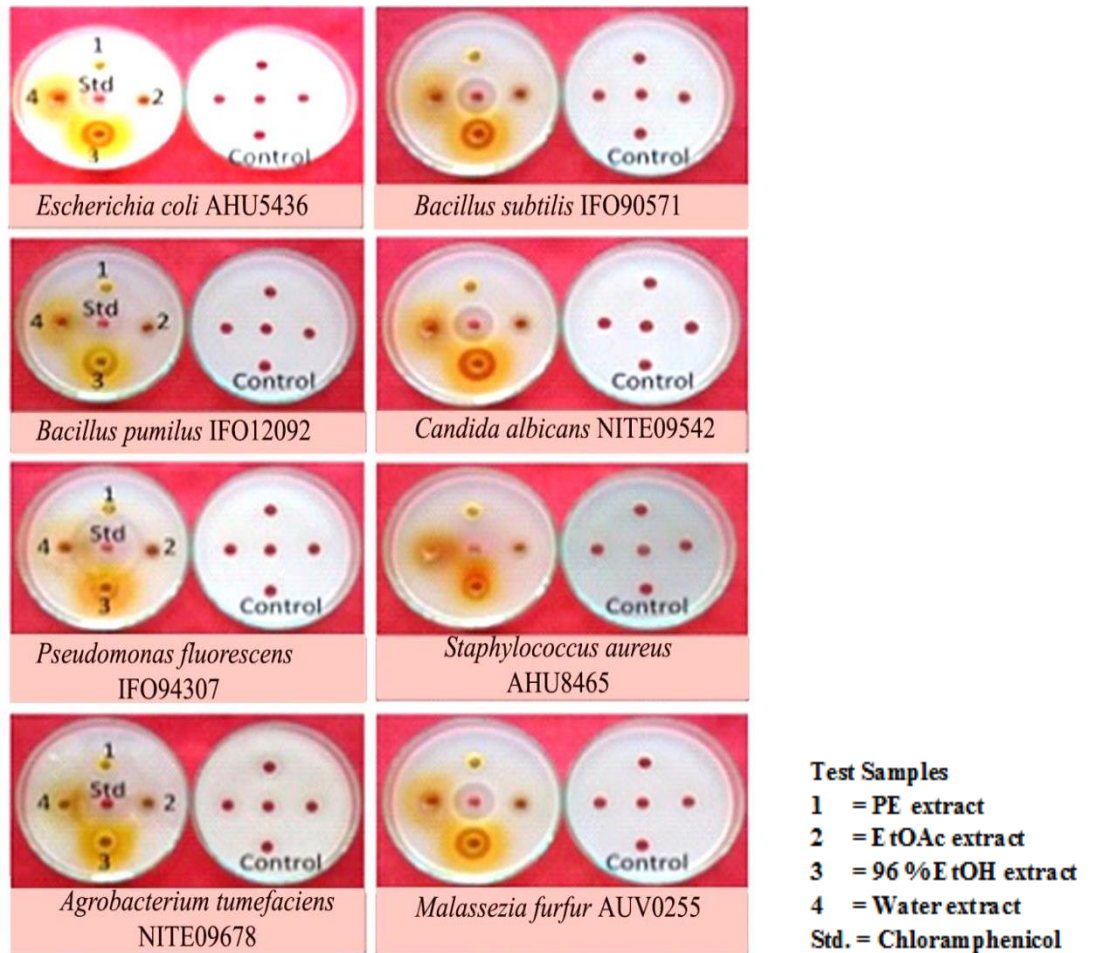 1
Std
4
2
3
Control
Escherichia coli AHU5436
Control
Bacillus subtilis IFO90571
1
Std
4
2
3
Control
Bacillus pumilus IFO12092
Control
Candida albicans NITE09542
1
Std
4
2
3
Control
Pseudomonas fluorescens
IFO94307
Control
Staphylococcus aureus
AHU8465
1
Std
4
2
3
Control
Agrobacterium tumefaciens
NITE09678
Control
Malassezia furfur AUV0255
Test Samples
1 = PE extract
2 = EtOAc extract
3 = 96 %EtOH extract
4 = Water extract
Std. = Chloramphenicol